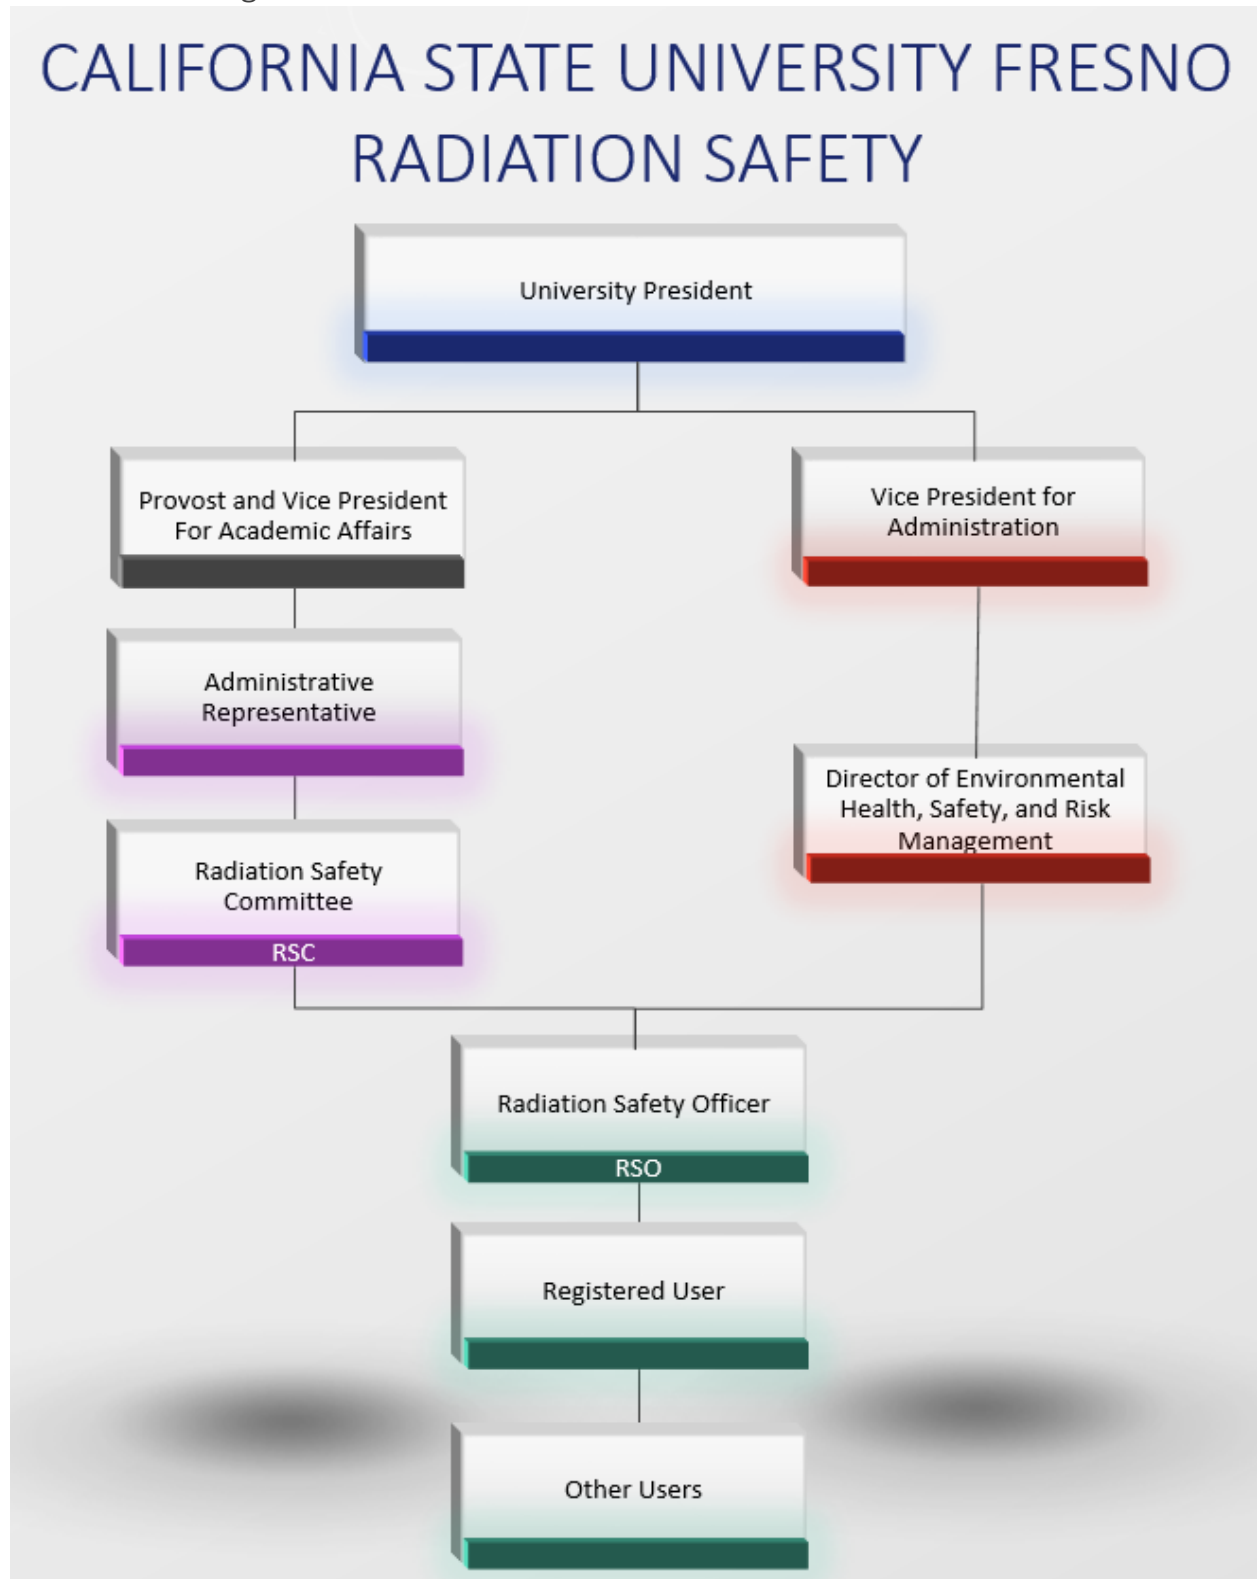 CALIFORNIA STATE UNIVERSITY FRESNO
RADIATION SAFETY
University President
Provost and Vice President
For Academic Affairs
Vice President for
Administration
Administrative
Representative
Director of Environmental
Health, Safety, and Risk
Management
Radiation Safety
Committee
RSC
Radiation Safety Officer
RSO
Registered User
Other Users